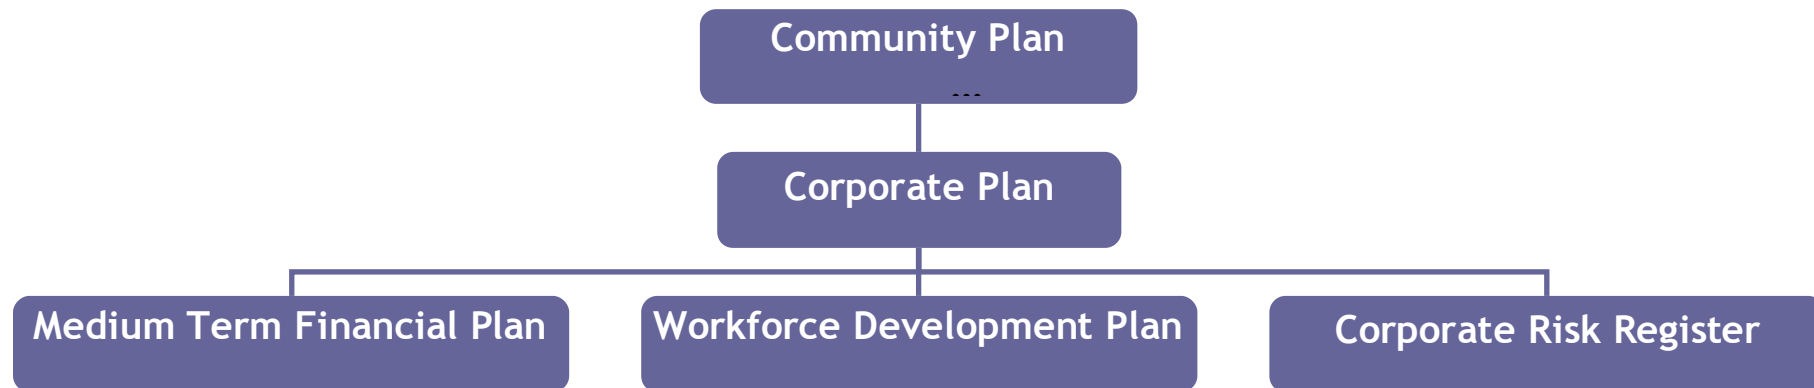 Community Plan
...
Corporate Plan
Medium Term Financial Plan
Workforce Development Plan
Corporate Risk Register